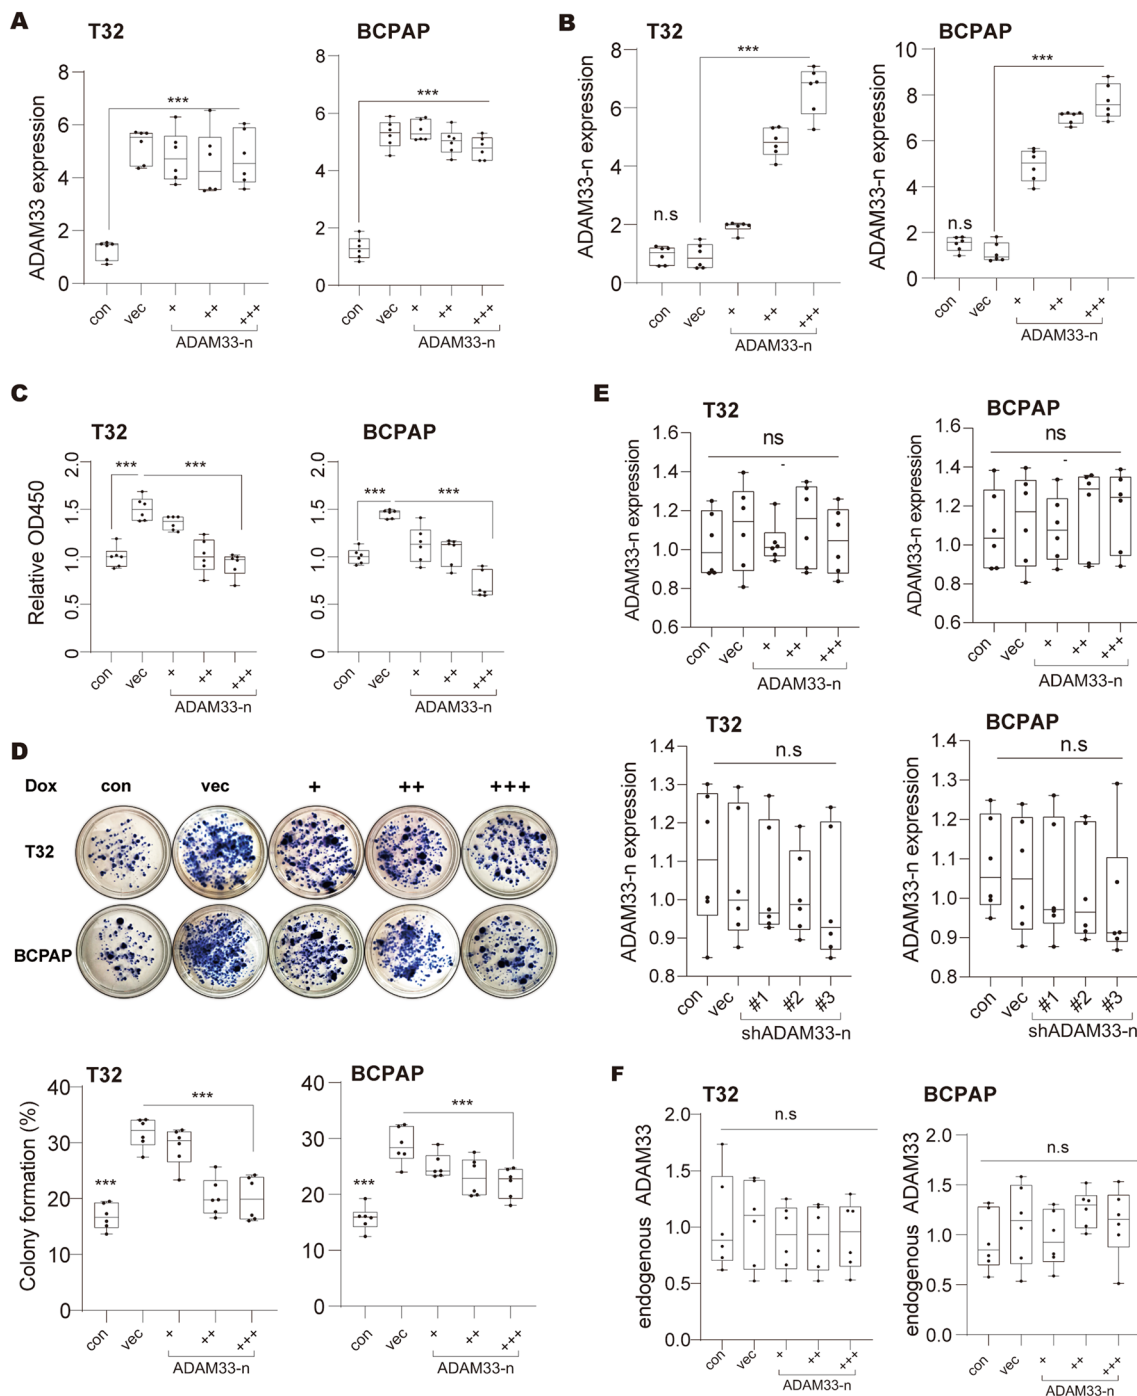 A
T32
ADAM33 expression
8
6
4
2
0
con
vec
+
++
+++
ADAM33-n
***
BCPAP
8
6
4
2
0
con
vec
+
++
+++
ADAM33-n
***
B
T32
ADAM33-n expression
8
6
4
2
0
n.s
***
con
vec
+
++
+++
ADAM33-n
BCPAP
ADAM33-n expression
10
8
6
4
2
0
n.s
***
con
vec
+
++
+++
ADAM33-n
C
T32
Relative OD450
2.0
1.5
1.0
0.5
0
***
***
con
vec
+
++
+++
ADAM33-n
BCPAP
2.0
1.5
1.0
0.5
0
***
***
con
vec
+
++
+++
ADAM33-n
D
Dox con vec + ++ +++
T32
BCPAP
T32
Colony formation (%)
40
30
20
10
0
***
***
con
vec
+
++
+++
ADAM33-n
BCPAP
40
30
20
10
0
***
***
con
vec
+
++
+++
ADAM33-n
E
T32
ADAM33-n expression
1.6
1.4
1.2
1.0
0.8
0.6
ns
-
con
vec
+
++
+++
ADAM33-n
BCPAP
ADAM33-n expression
1.6
1.4
1.2
1.0
0.8
0.6
ns
-
con
vec
+
++
+++
ADAM33-n
T32
ADAM33-n expression
1.4
1.3
1.2
1.1
1.0
0.9
0.8
n.s
con
vec
#1
#2
#3
shADAM33-n
BCPAP
ADAM33-n expression
1.4
1.3
1.2
1.1
1.0
0.9
0.8
n.s
con
vec
#1
#2
#3
shADAM33-n
F
T32
endogenous ADAM33
2.0
1.5
1.0
0.5
0.0
n.s
con
vec
+
++
+++
ADAM33-n
BCPAP
endogenous ADAM33
2.0
1.5
1.0
0.5
0.0
n.s
con
vec
+
++
+++
ADAM33-n